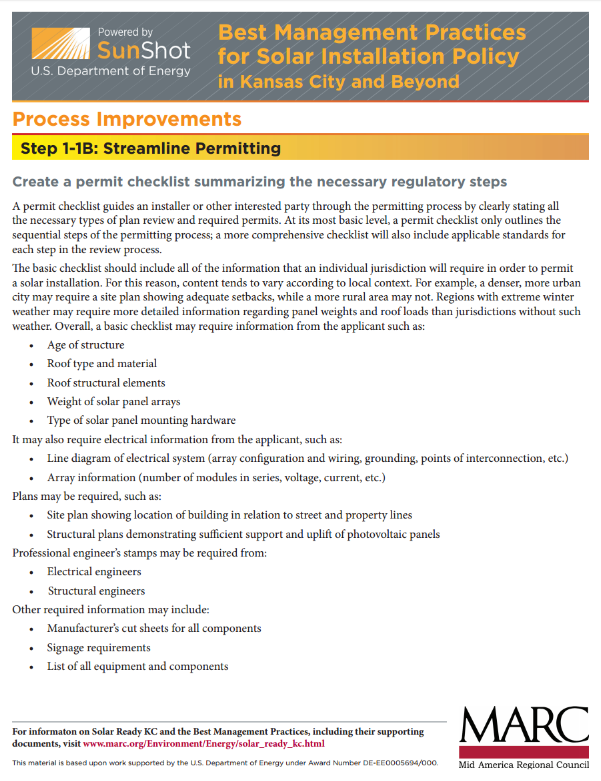 Powered by
SunShot
U.S. Department of Energy
Best Management Practices
for Solar Installation Policy
in Kansas City and Beyond
Process Improvements
Step 1-1B: Streamline Permitting
Create a permit checklist summarizing the necessary regulatory steps
A permit checklist guides an installer or other interested party through the permitting process by clearly stating all
the necessary types of plan review and required permits. At its most basic level, a permit checklist only outlines the
sequential steps of the permitting process; a more comprehensive checklist will also include applicable standards for
each step in the review process.
The basic checklist should include all of the information that an individual jurisdiction will require in order to permit
a solar installation. For this reason, content tends to vary according to local context. For example, a denser, more urban
city may require a site plan showing adequate setbacks, while a more rural area may not. Regions with extreme winter
weather may require more detailed information regarding panel weights and roof loads than jurisdictions without such
weather. Overall, a basic checklist may require information from the applicant such as:
• Age of structure
• Roof type and material
• Roof structural elements
• Weight of solar panel arrays
• Type of solar panel mounting hardware
It may also require electrical information from the applicant, such as:
• Line diagram of electrical system (array configuration and wiring, grounding, points of interconnection, etc.)
• Array information (number of modules in series, voltage, current, etc.)
Plans may be required, such as:
• Site plan showing location of building in relation to street and property lines
• Structural plans demonstrating sufficient support and uplift of photovoltaic panels
Professional engineer's stamps may be required from:
• Electrical engineers
• Structural engineers
Other required information may include:
• Manufacturer's cut sheets for all components
• Signage requirements
• List of all equipment and components
For informaton on Solar Ready KC and the Best Management Practices, including their supporting
documents, visit www.marc.org/Environment/Energy/solar_ready_kc.html
This material is based upon work supported by the U.S. Department of Energy under Award Number DE-EE0005694/000.
MARC
Mid America Regional Council